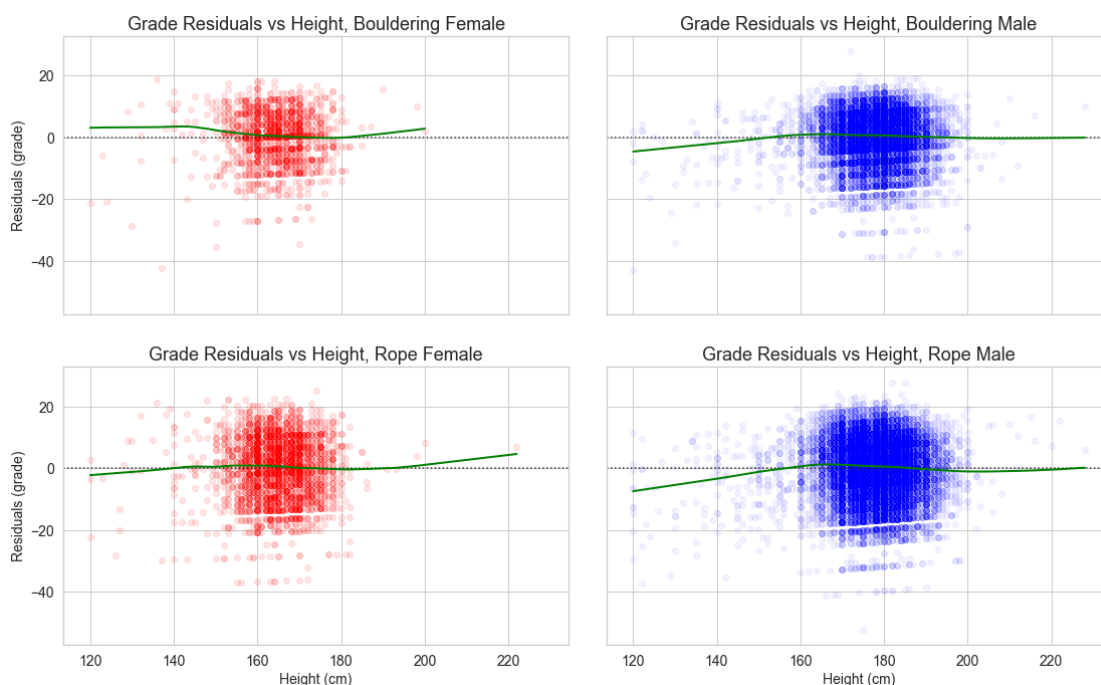 Grade Residuals vs Height, Bouldering Female
Grade Residuals vs Height, Bouldering Male
Residuals (grade)
20
0
−20
−40
Grade Residuals vs Height, Rope Female
Grade Residuals vs Height, Rope Male
Residuals (grade)
20
0
−20
−40
120 140 160 180 200 220
120 140 160 180 200 220
Height (cm)
Height (cm)